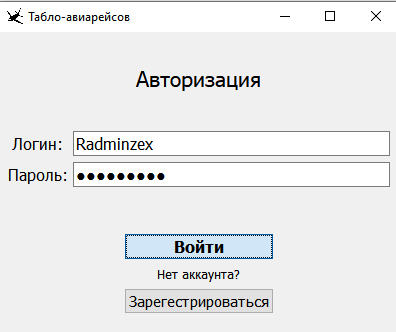 Табло-авиарейсов
Авторизация
Логин: Radminzex
Пароль: ●●●●●●●●●
Войти
Нет аккаунта?
Зарегестрироваться